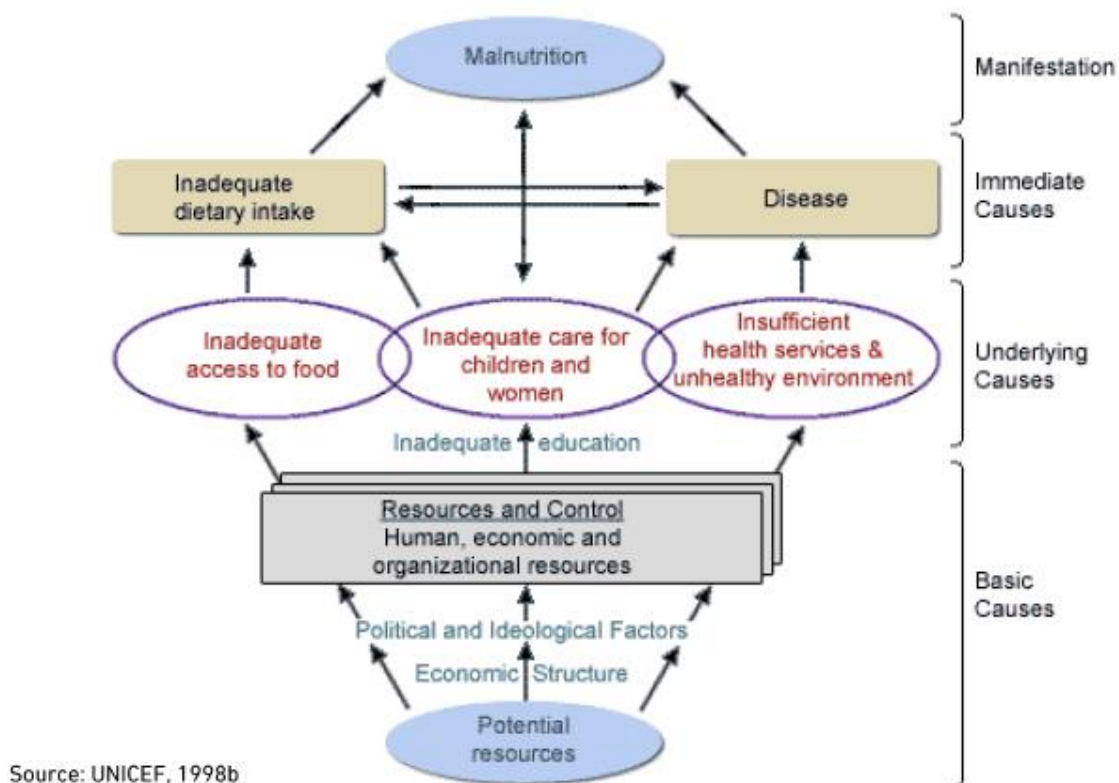 Malnutrition
Manifestation
Inadequate
dietary intake
Disease
Immediate
Causes
Inadequate
access to food
Inadequate care for
children and
women
Insufficient
health services &
unhealthy environment
Underlying
Causes
Inadequate education
Resources and Control
Human, economic and
organizational resources
Basic
Causes
Political and Ideological Factors
Economic Structure
Potential
resources
Source: UNICEF, 1998b